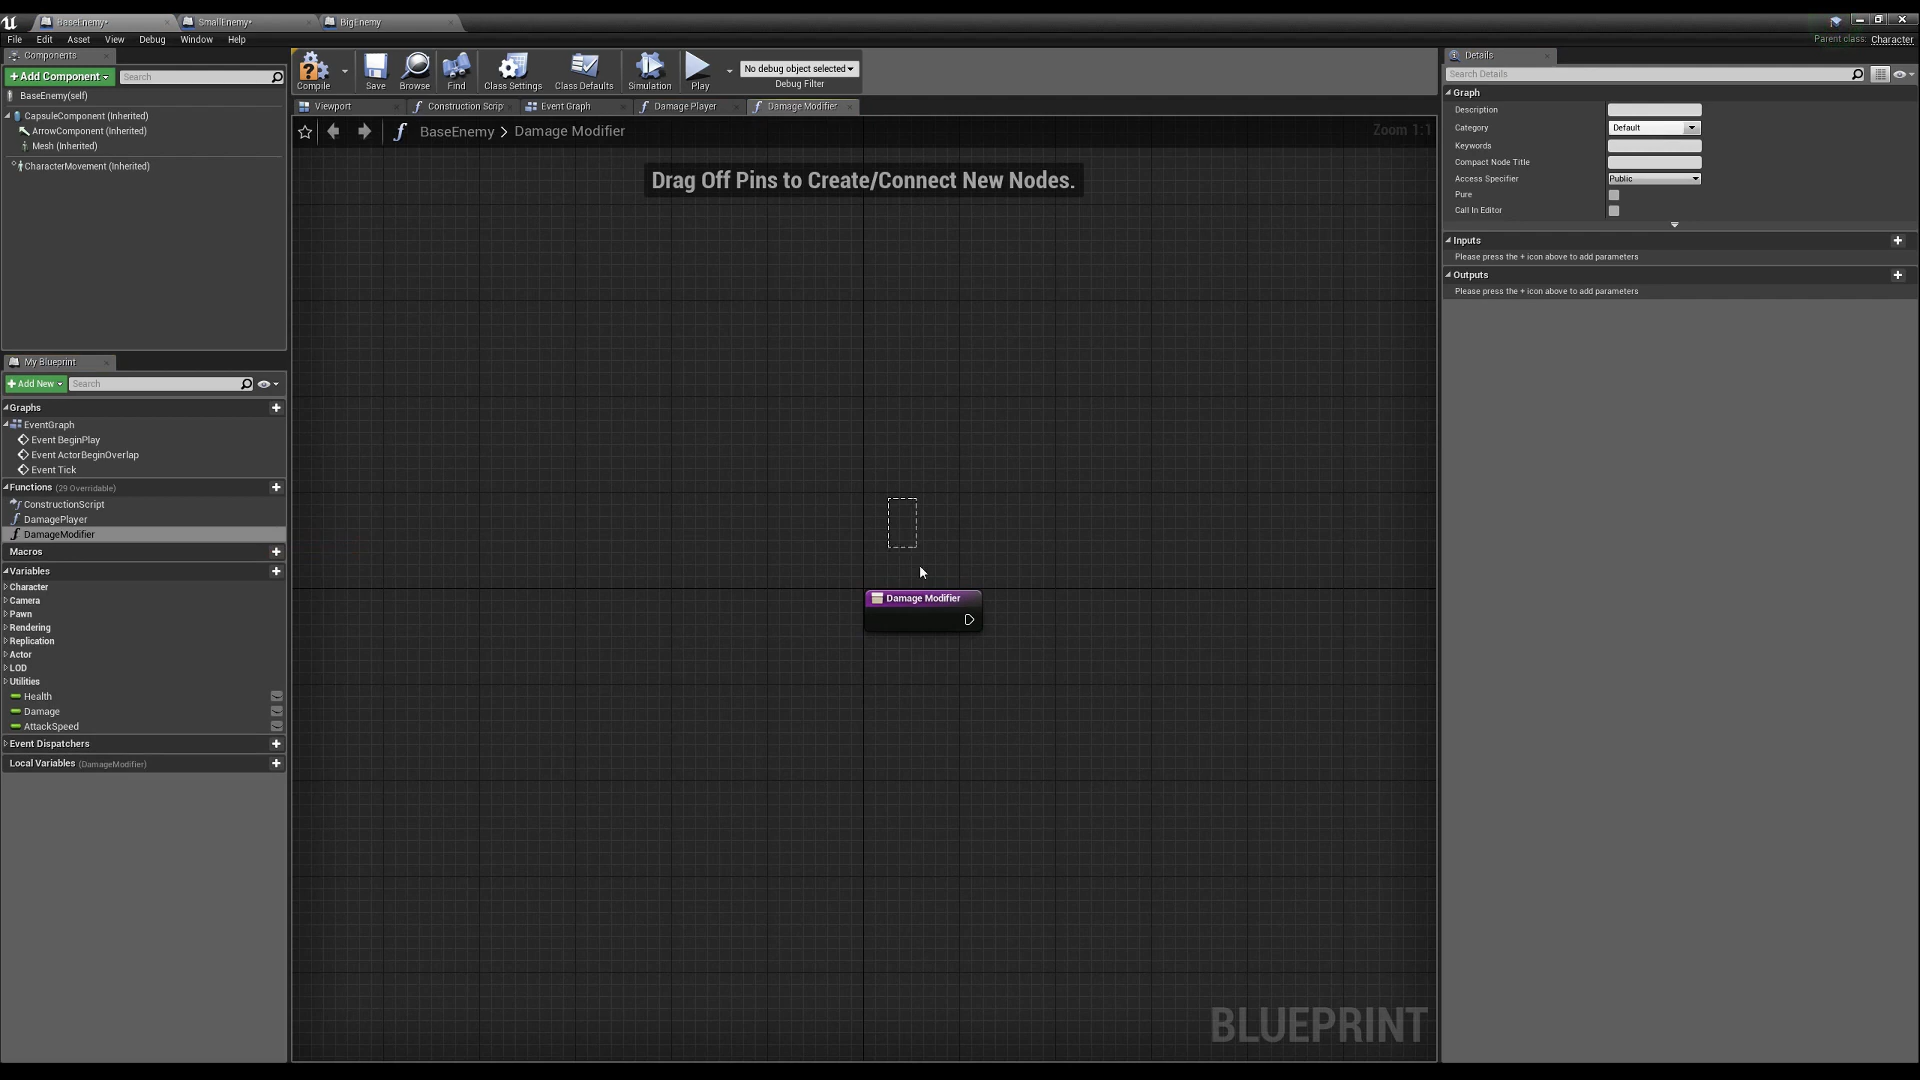 BaseEnemy*
SmallEnemy*
BigEnemy
File Edit Asset View Debug Window Help
Parent class: Character
Components
+Add Component
Search
BaseEnemy(self)
CapsuleComponent (Inherited)
ArrowComponent (Inherited)
Mesh (Inherited)
CharacterMovement (Inherited)
My Blueprint
+Add New
Search
Graphs
EventGraph
Event BeginPlay
Event ActorBeginOverlap
Event Tick
Functions (29 Overridable)
ConstructionScript
DamagePlayer
DamageModifier
Macros
Variables
Character
Camera
Pawn
Rendering
Replication
Actor
LOD
Utilities
Health
Damage
AttackSpeed
Event Dispatchers
Local Variables (DamageModifier)
Compile
Save
Browse
Find
Class Settings
Class Defaults
Simulation
Play
No debug object selected
Debug Filter
Viewport
Construction Scrip
Event Graph
Damage Player
Damage Modifier
BaseEnemy > Damage Modifier
Zoom 1:1
Drag Off Pins to Create/Connect New Nodes.
Damage Modifier
BLUEPRINT
Details
Search Details
Graph
Description
Category Default
Keywords
Compact Node Title
Access Specifier Public
Pure
Call In Editor
Inputs
Please press the + icon above to add parameters
Outputs
Please press the + icon above to add parameters